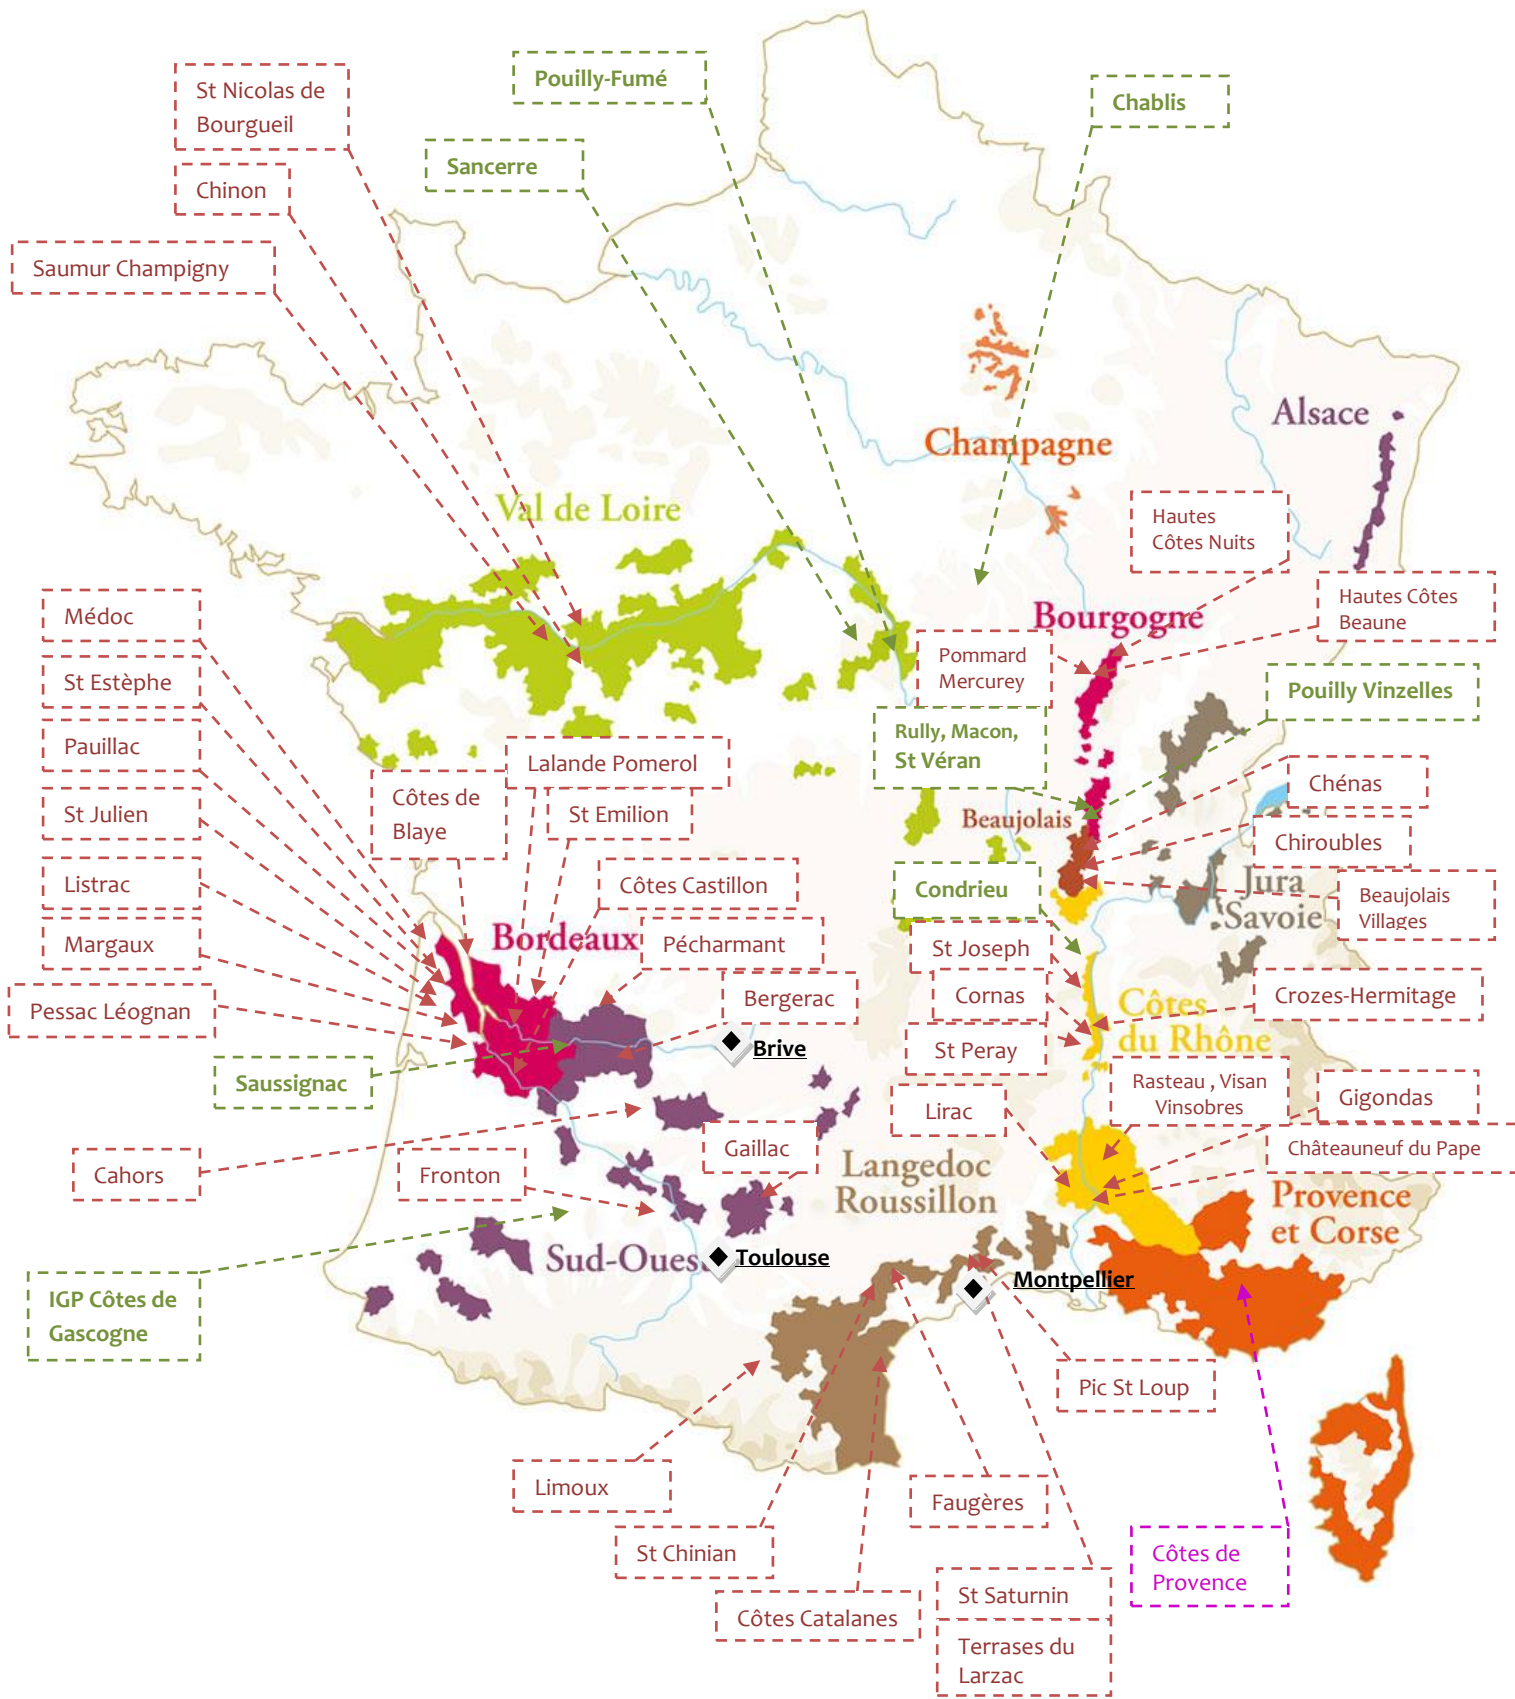 St Nicolas de
Bourgueil
Pouilly-Fumé
Chablis
Sancerre
Chinon
Saumur Champigny
Alsace
Champagne
Val de Loire
Hautes
Côtes Nuits
Médoc
Bourgogne
Hautes Côtes
Beaune
Pommard
Mercurey
St Estèphe
Pouilly Vinzelles
Pauillac
Rully, Macon,
St Véran
Lalande Pomerol
Côtes de
Blaye
St Emilion
Chénas
St Julien
Beaujolais
Chiroubles
Listrac
Côtes Castillon
Condrieu
Jura
Savoie
Beaujolais
Villages
Margaux
Bordeaux
Pécharmant
St Joseph
Pessac Léognan
Bergerac
Cornas
Côtes
du Rhône
Crozes-Hermitage
Brive
St Peray
Saussignac
Rasteau , Visan
Vinsobres
Gigondas
Lirac
Cahors
Fronton
Gaillac
Langedoc
Roussillon
Châteauneuf du Pape
Provence
et Corse
Sud-Oues
Toulouse
Montpellier
IGP Côtes de
Gascogne
Pic St Loup
Limoux
Faugères
St Chinian
Côtes de
Provence
Côtes Catalanes
St Saturnin
Terrases du
Larzac